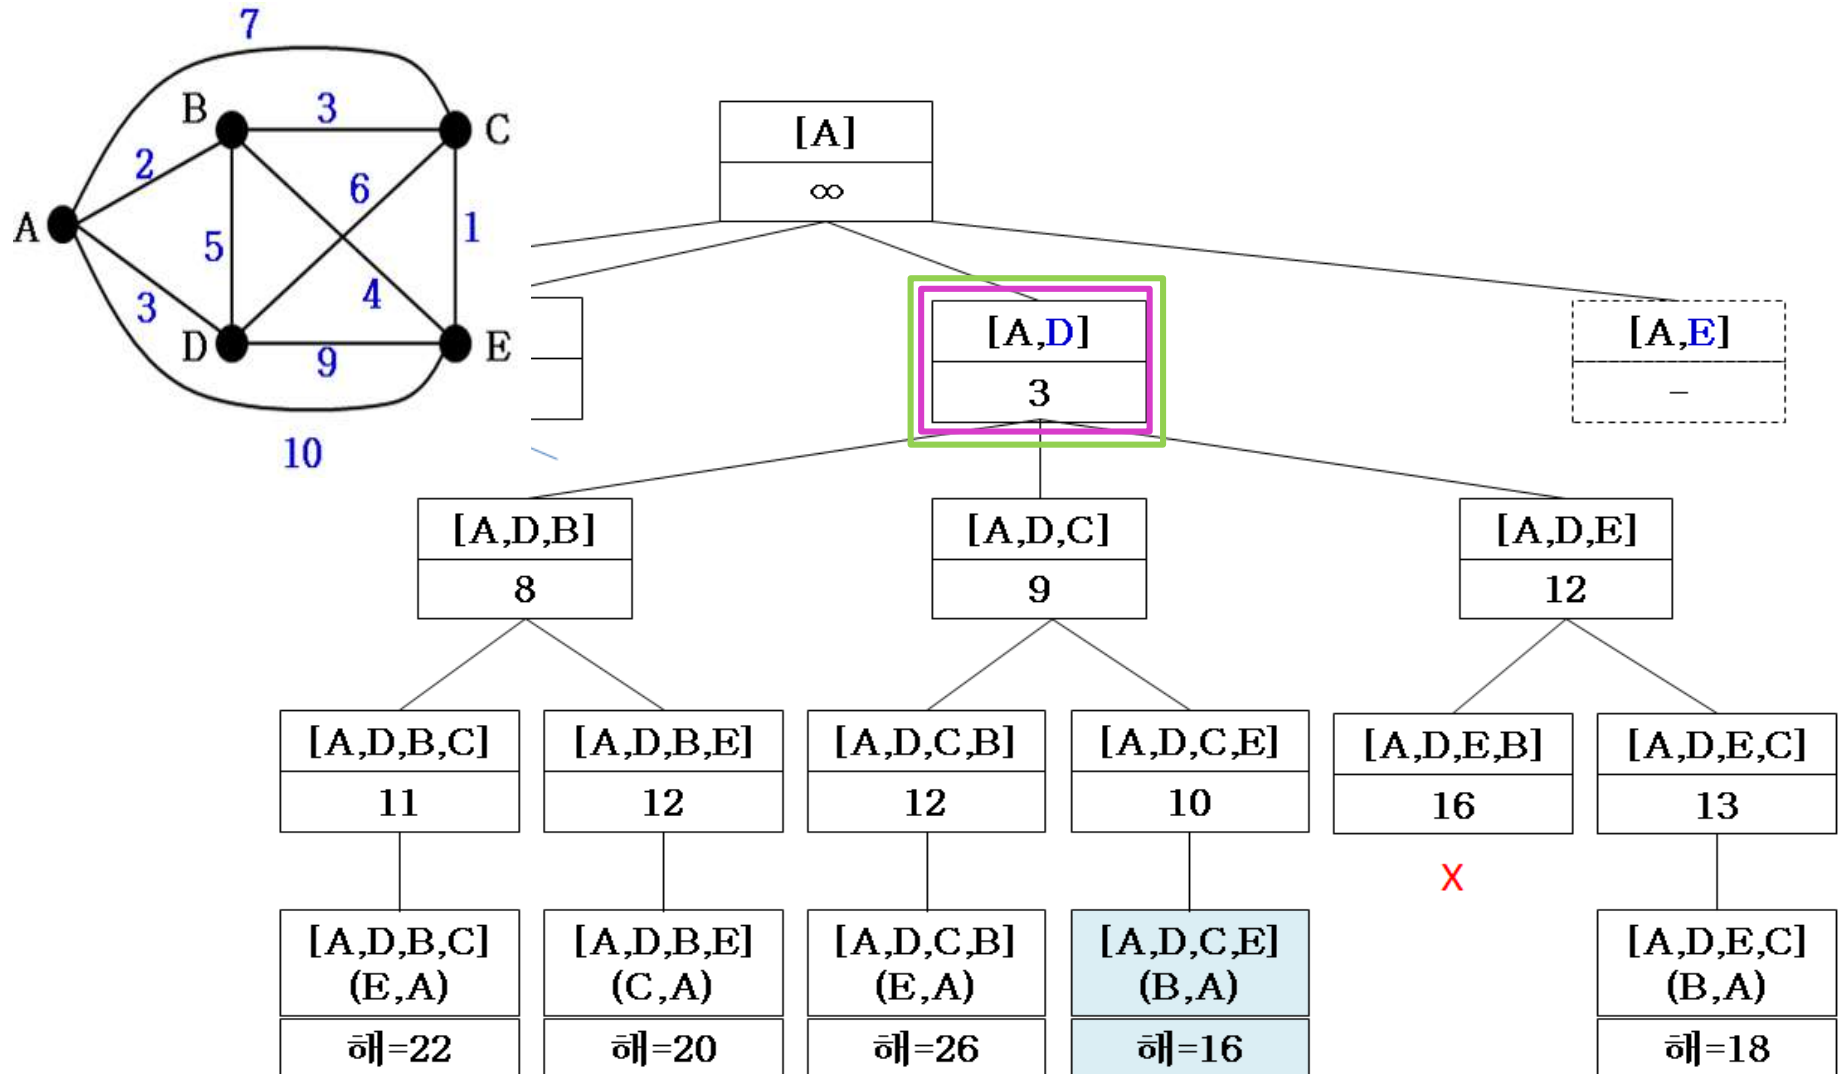 7
B
3
C
2
6
A
5
1
3
4
D
9
E
10
[A]
∞
[A,D]
3
[A,E]
–
[A,D,B]
8
[A,D,C]
9
[A,D,E]
12
[A,D,B,C]
11
[A,D,B,E]
12
[A,D,C,B]
12
[A,D,C,E]
10
[A,D,E,B]
16
[A,D,E,C]
13
X
[A,D,B,C]
(E,A)
해=22
[A,D,B,E]
(C,A)
해=20
[A,D,C,B]
(E,A)
해=26
[A,D,C,E]
(B,A)
해=16
[A,D,E,C]
(B,A)
해=18